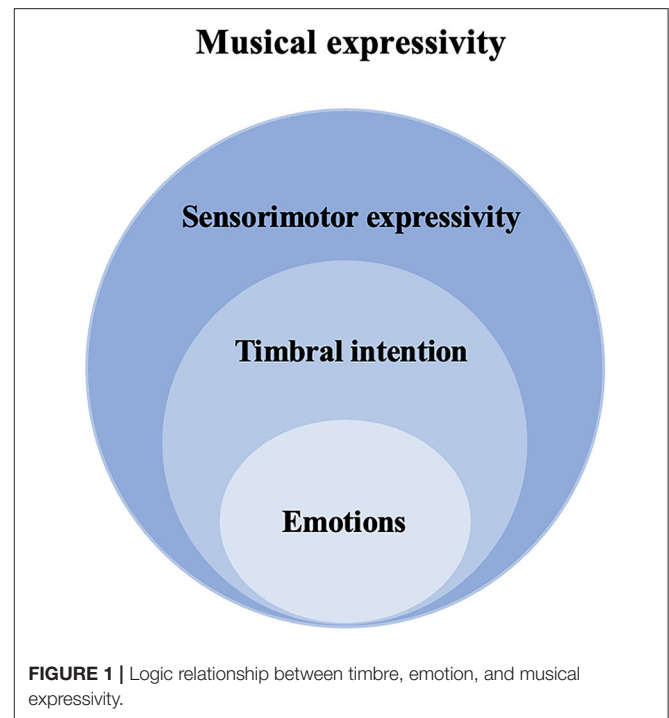 Musical expressivity
Sensorimotor expressivity
Timbral intention
Emotions
FIGURE 1 | Logic relationship between timbre, emotion, and musical
expressivity.